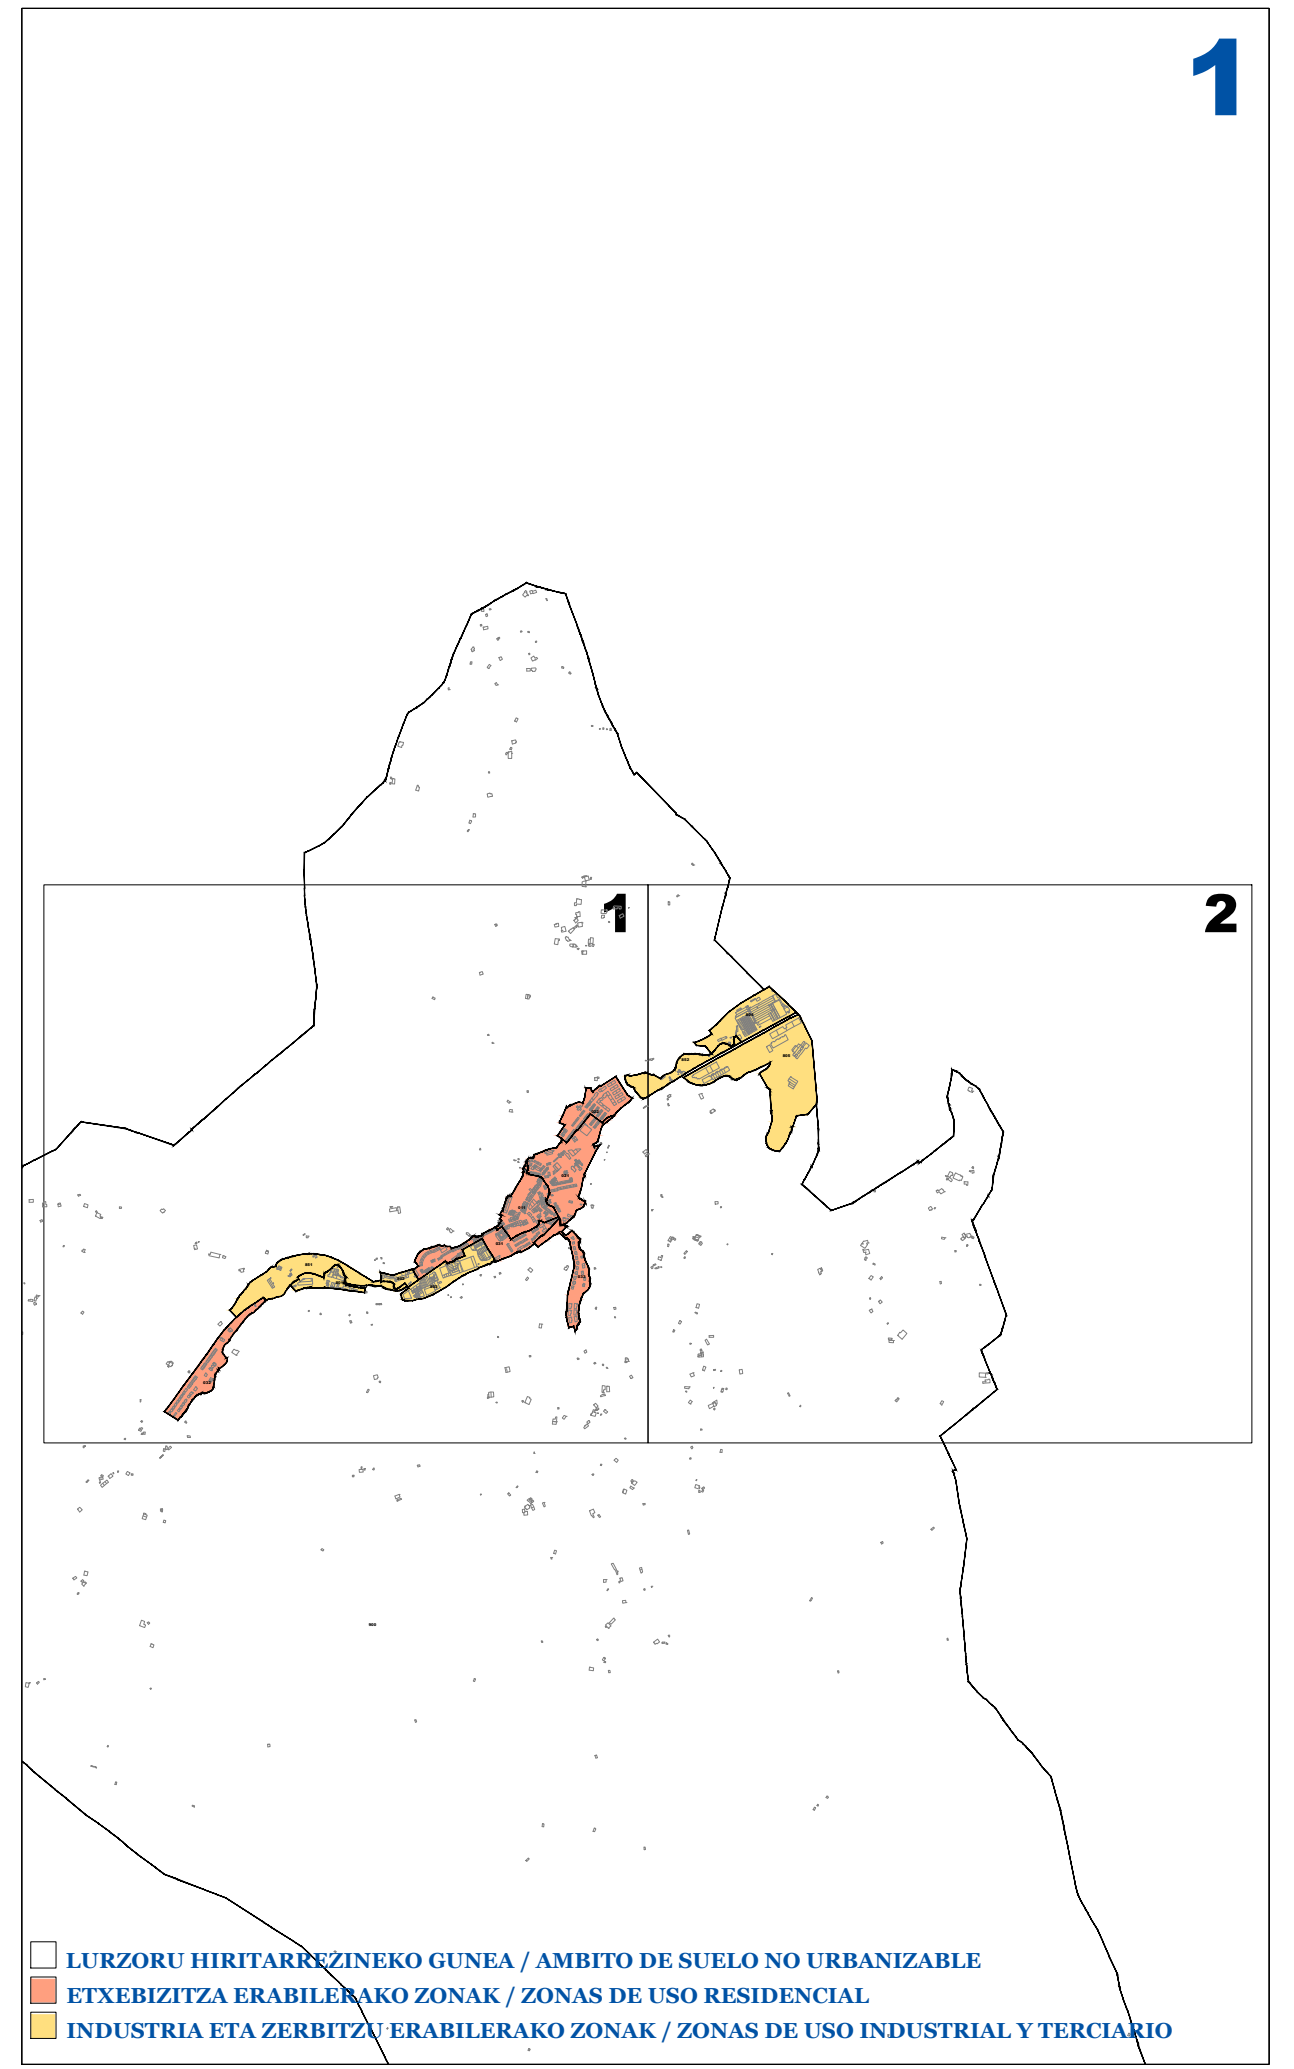 1
1
2
LURZORU HIRITARREZINEKO GUNEA / AMBITO DE SUELO NO URBANIZABLE
ETXEBIZITZA ERABILERAKO ZONAK / ZONAS DE USO RESIDENCIAL
INDUSTRIA ETA ZERBITZU ERABILERAKO ZONAK / ZONAS DE USO INDUSTRIAL Y TERCIARIO